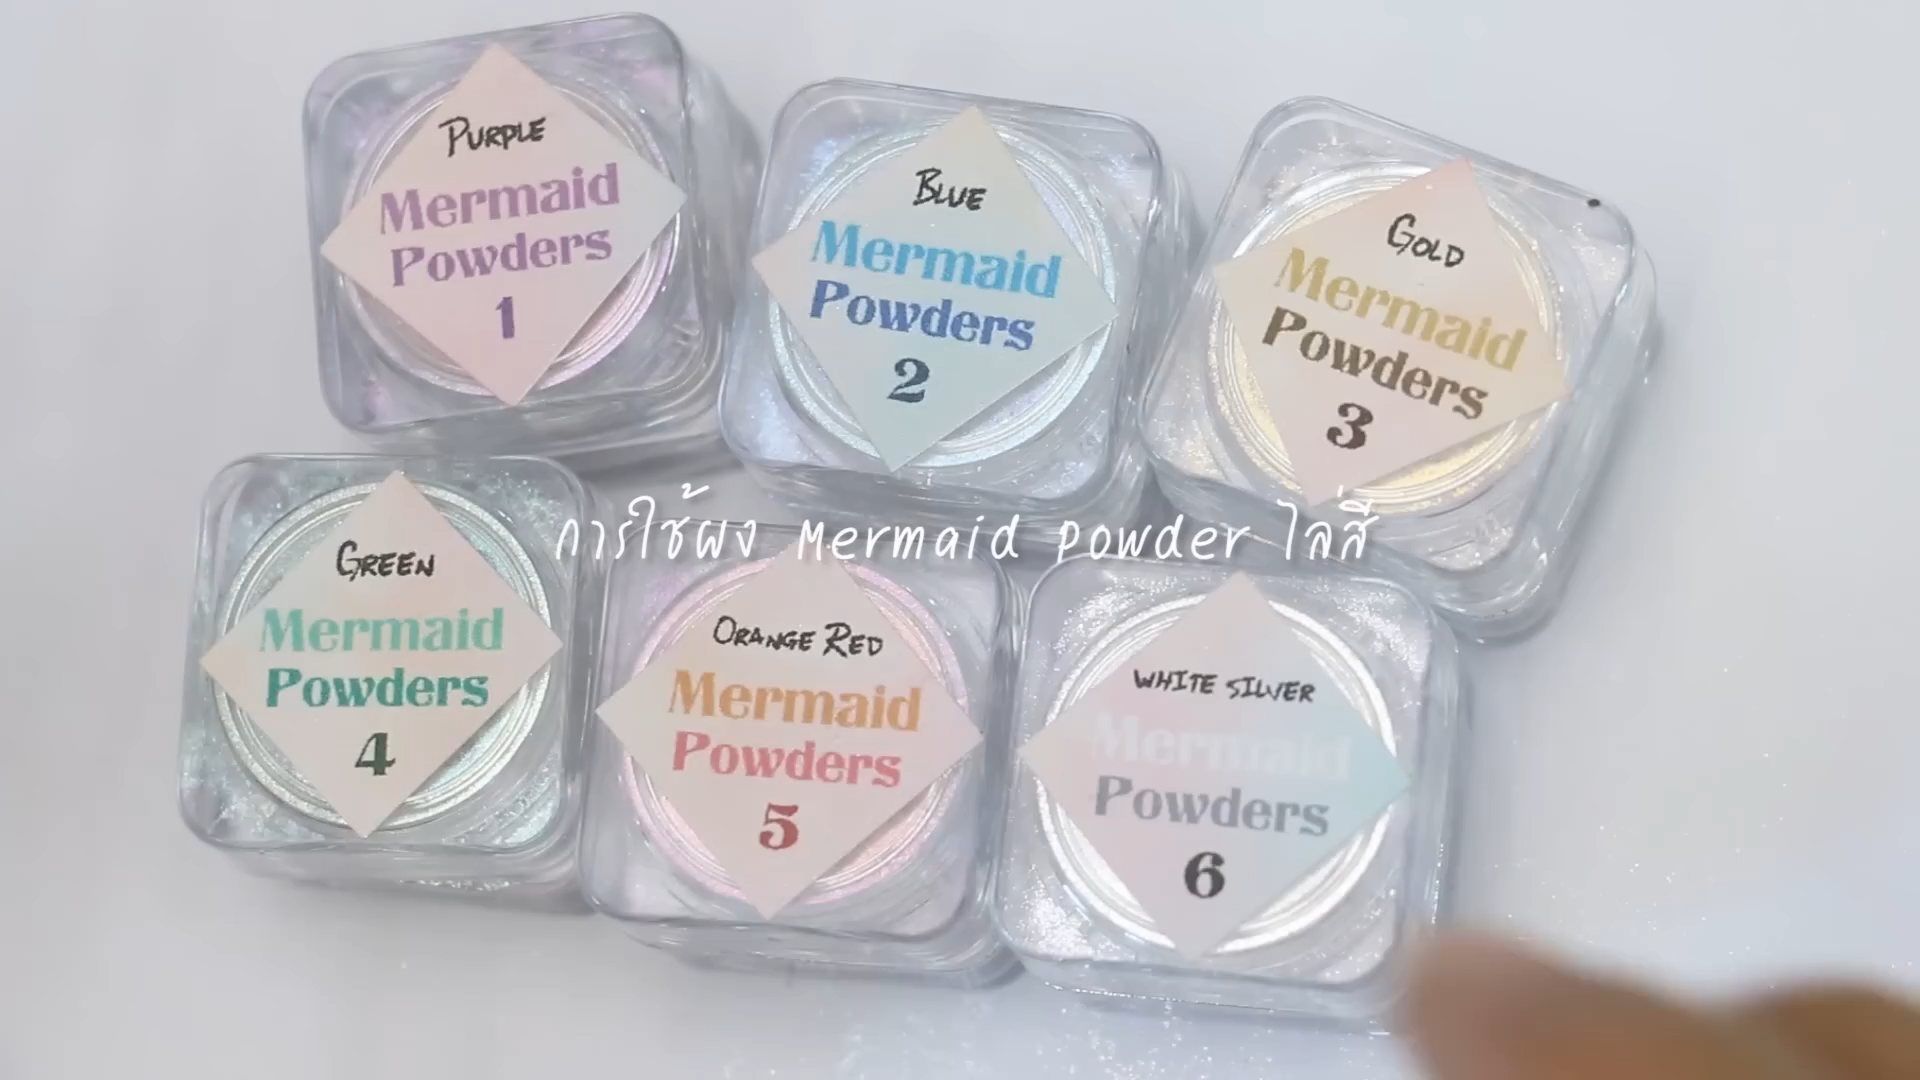 PURPLE
Mermaid
Powders
1
BLUE
Mermaid
Powders
2
GOLD
Mermaid
Powders
3
การใช้ผง Mermaid Powder ไล่สี
GREEN
Mermaid
Powders
4
ORANGE RED
Mermaid
Powders
5
WHITE SILVER
Mermaid
Powders
6